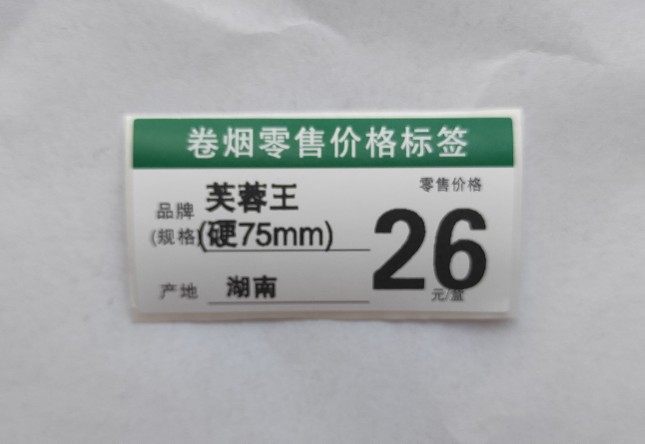 卷烟零售价格标签
零售价格
品牌 芙蓉王
(规格)(硬75mm)
26
元/盒
产地 湖南